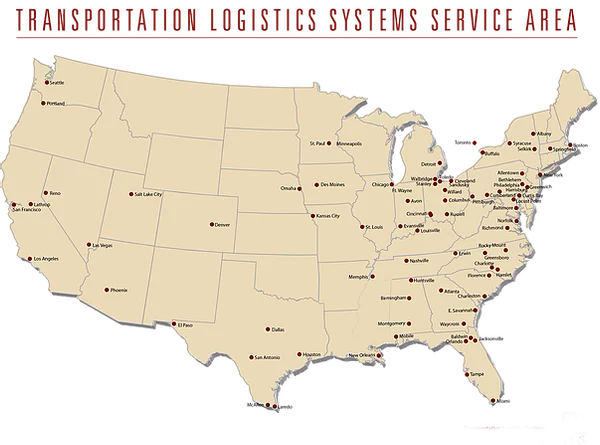 TRANSPORTATION LOGISTICS SYSTEMS SERVICE AREA
Seattle
Portland
Reno
Lathrop
San Francisco
Los Angeles
Las Vegas
Salt Lake City
Phoenix
Denver
El Paso
Dallas
San Antonio
Houston
McAllen
Laredo
New Orleans
St. Paul
Minneapolis
Omaha
Des Moines
Kansas City
St. Louis
Chicago
Ft. Wayne
Avon
Cincinnati
Evansville
Louisville
Detroit
Walbridge
Toledo
Stanley
Cleveland
Sandusky
Willard
Columbus
Russell
Toronto
Buffalo
Syracuse
Selkirk
Albany
Springfield
Boston
New York
Allentown
Bethlehem
Philadelphia
Greenwich
Harrisburg
Cumberland
Curtis Bay
Pittsburg
Locust Point
Baltimore
Norfolk
Richmond
Rocky Mount
Erwin
Greensboro
Nashville
Charlotte
Florence
Hamlet
Memphis
Huntsville
Atlanta
Charleston
Birmingham
E. Savannah
Montgomery
Waycross
Mobile
Baldwin
Jacksonville
Orlando
Tampa
Miami